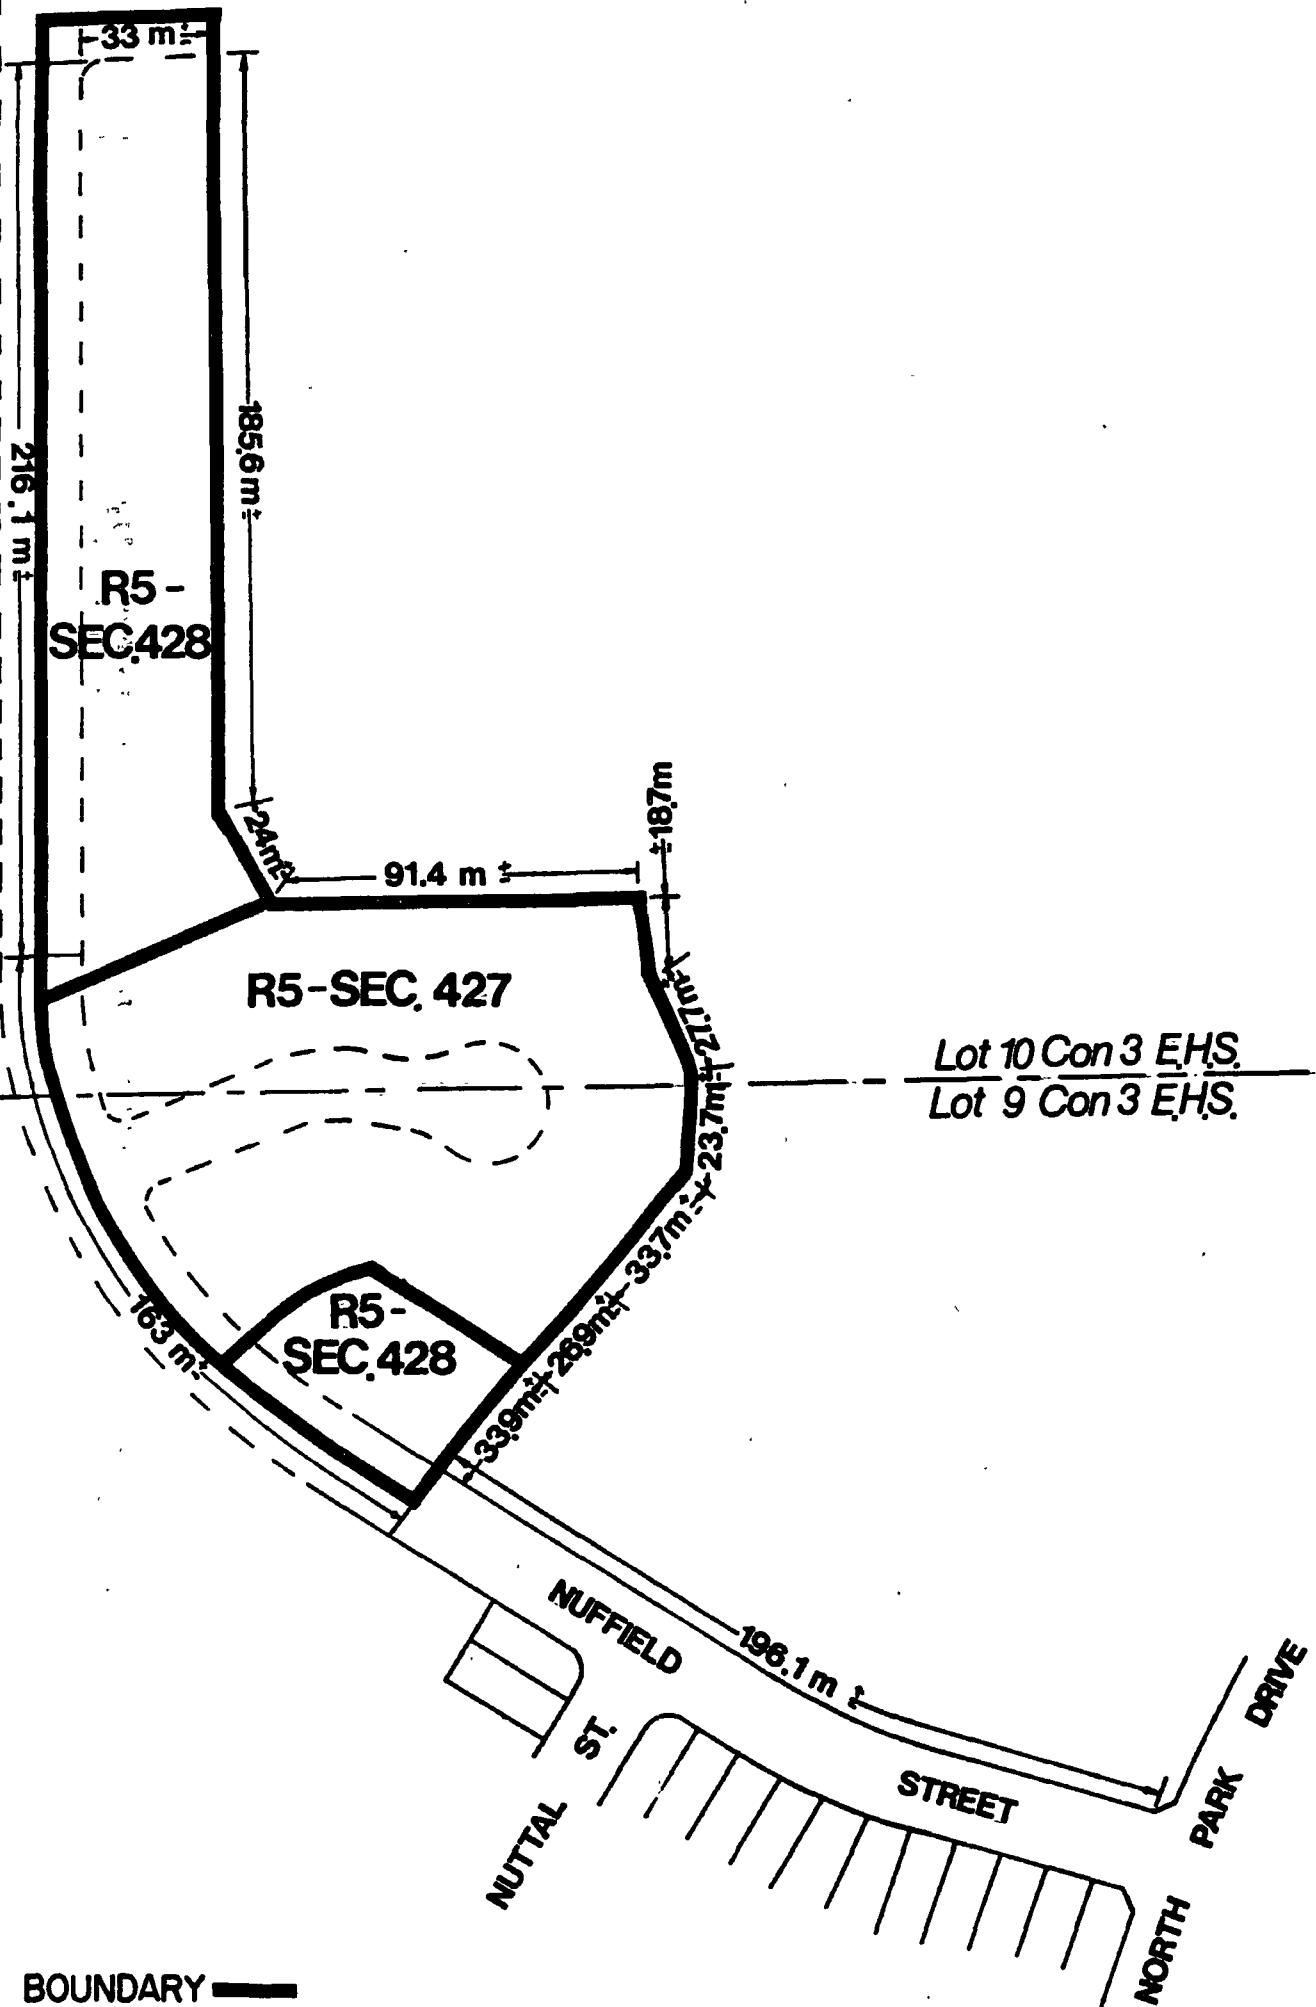 33 m ±
216.1 m ±
185.6 m ±
R5 -
SEC.428
24m ±
91.4 m ±
±18.7m
R5-SEC. 427
27.7m ±
Lot 10 Con 3 E.H.S.
Lot 9 Con 3 E.H.S.
23.7m ±
33.7m ±
R5 -
SEC.428
26.9m ±
163 m ±
33.9m ±
NUFFIELD
STREET
196.1 m ±
NUTTAL ST.
NORTH PARK DRIVE
BOUNDARY